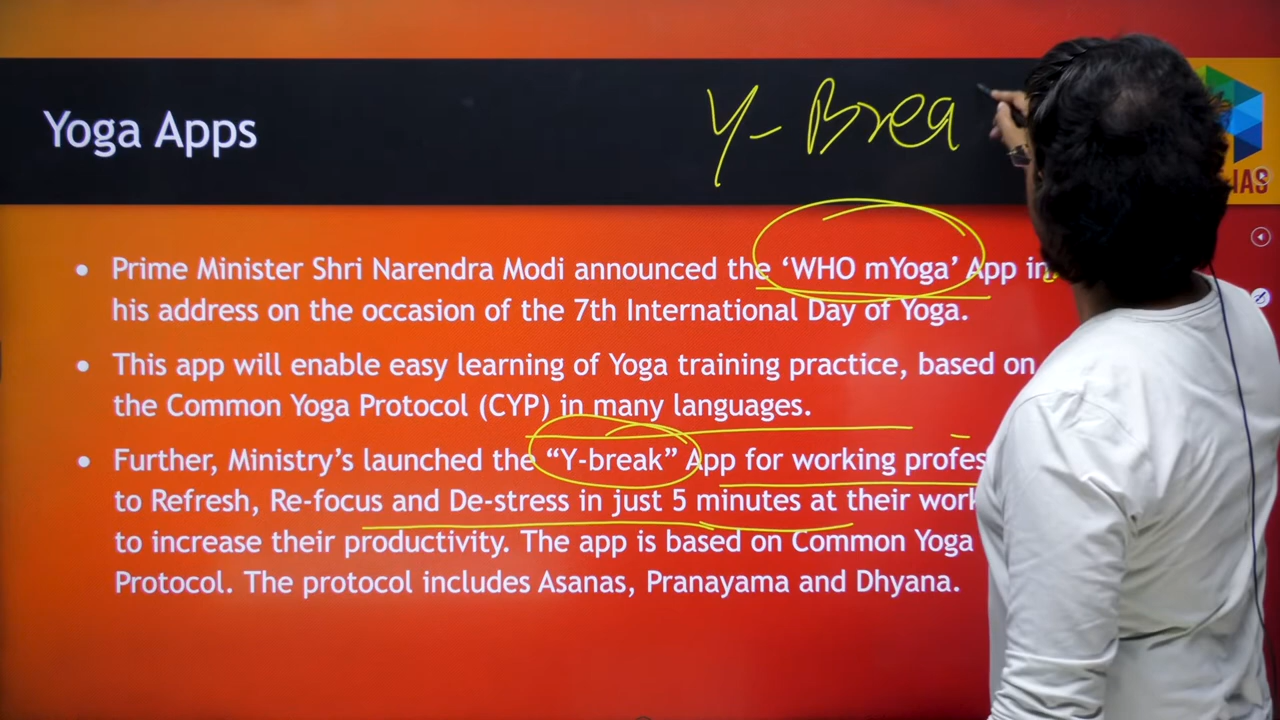 Y-Brea
Yoga Apps
IAS
• Prime Minister Shri Narendra Modi announced the ‘WHO mYoga’ App in
his address on the occasion of the 7th International Day of Yoga.
• This app will enable easy learning of Yoga training practice, based on
the Common Yoga Protocol (CYP) in many languages.
• Further, Ministry’s launched the “Y-break” App for working profes
to Refresh, Re-focus and De-stress in just 5 minutes at their work
to increase their productivity. The app is based on Common Yoga
Protocol. The protocol includes Asanas, Pranayama and Dhyana.